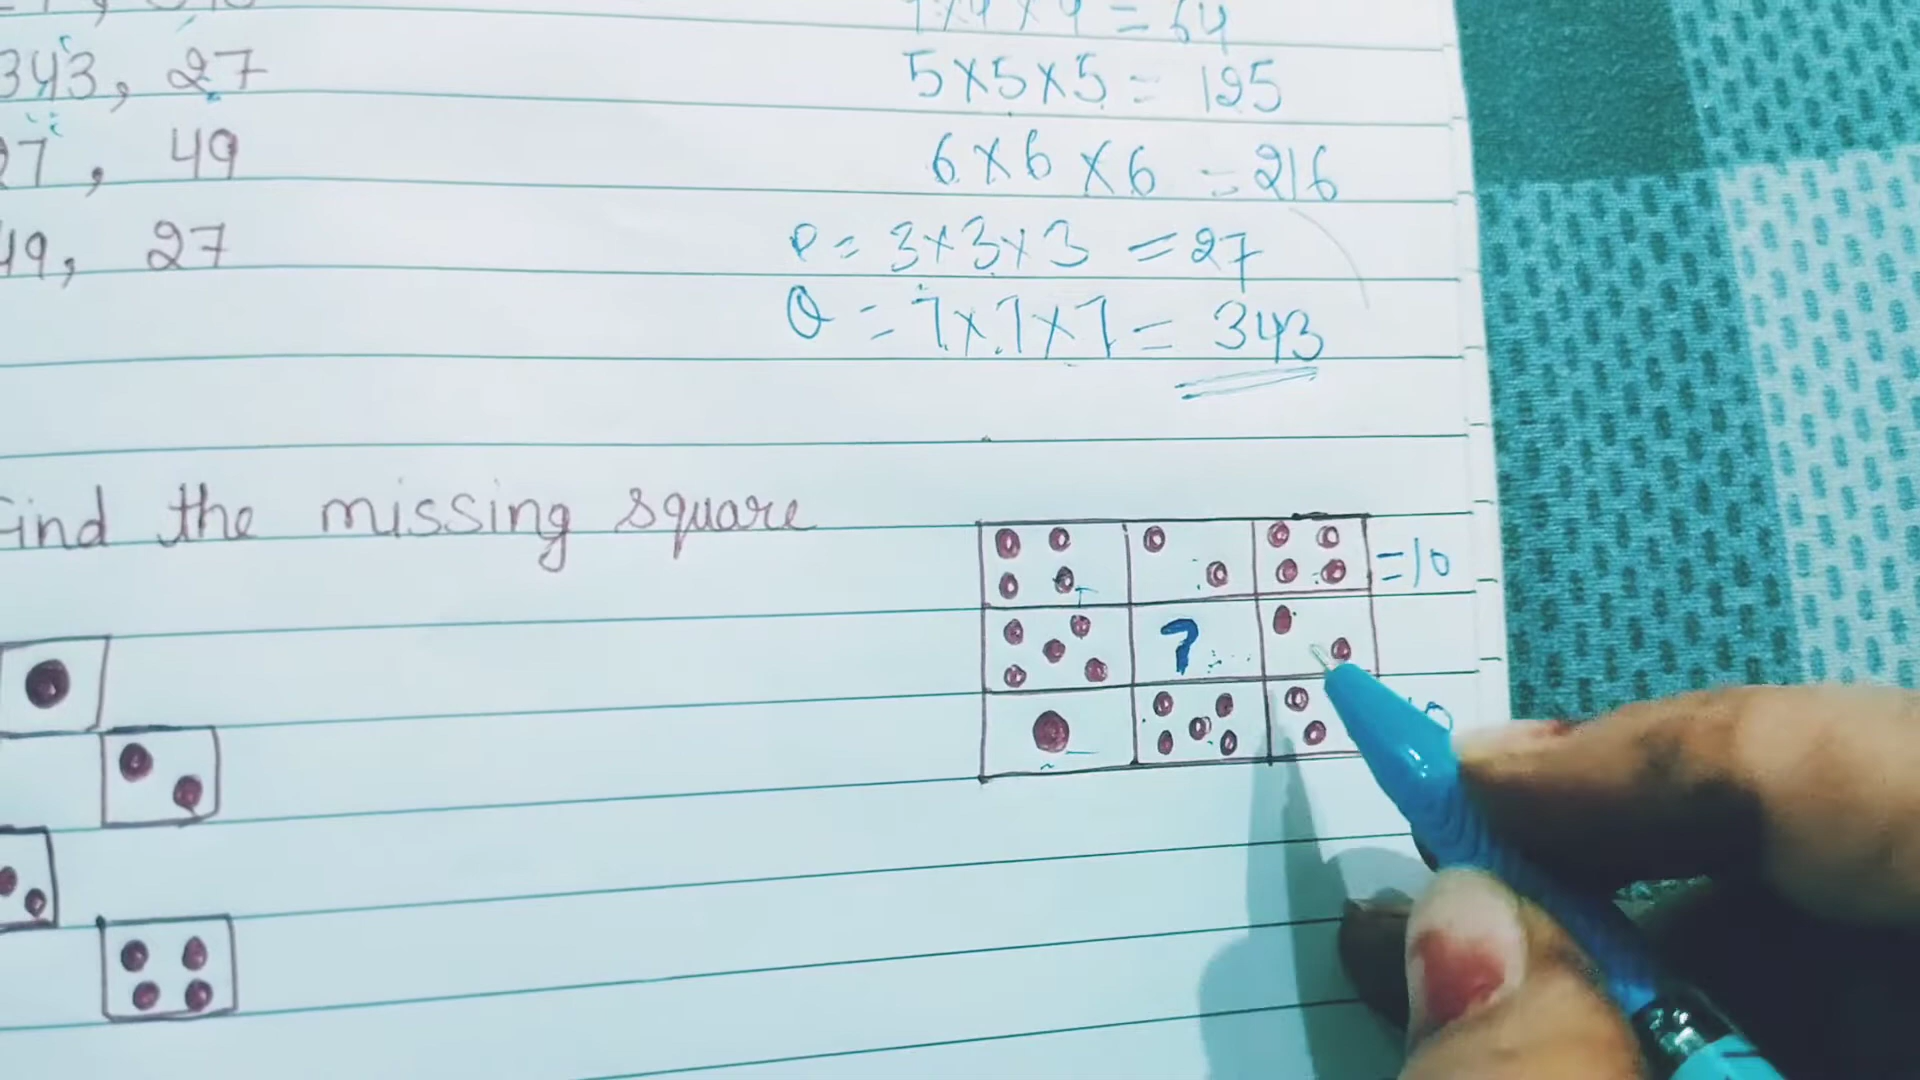 343, 27
27, 49
49, 27
5×5×5 = 125
6×6×6 = 216
P = 3×3×3 = 27
Q = 7×7×7 = 343
Find the missing square
= 10
?